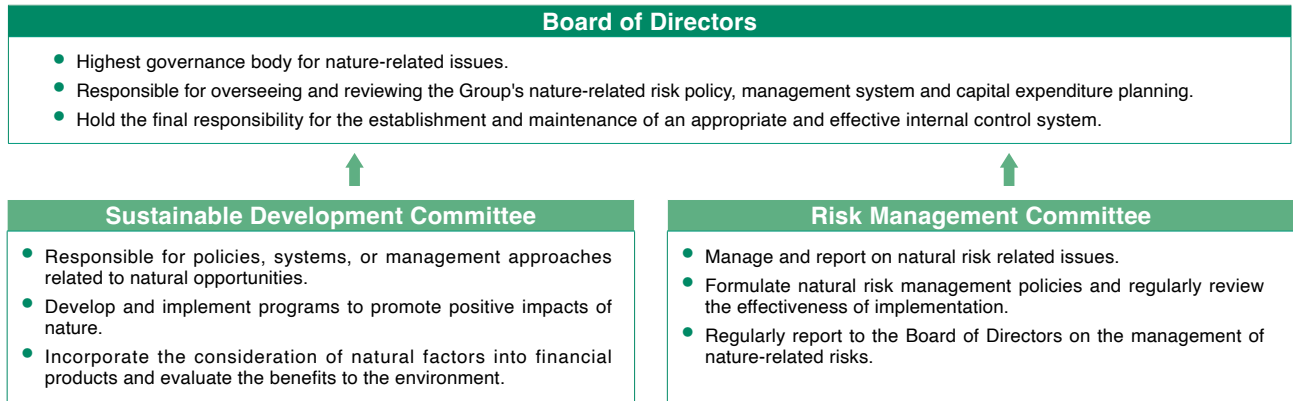 Board of Directors
• Highest governance body for nature-related issues.
• Responsible for overseeing and reviewing the Group's nature-related risk policy, management system and capital expenditure planning.
• Hold the final responsibility for the establishment and maintenance of an appropriate and effective internal control system.
Sustainable Development Committee
• Responsible for policies, systems, or management approaches
related to natural opportunities.
• Develop and implement programs to promote positive impacts of
nature.
• Incorporate the consideration of natural factors into financial
products and evaluate the benefits to the environment.
Risk Management Committee
• Manage and report on natural risk related issues.
• Formulate natural risk management policies and regularly review
the effectiveness of implementation.
• Regularly report to the Board of Directors on the management of
nature-related risks.